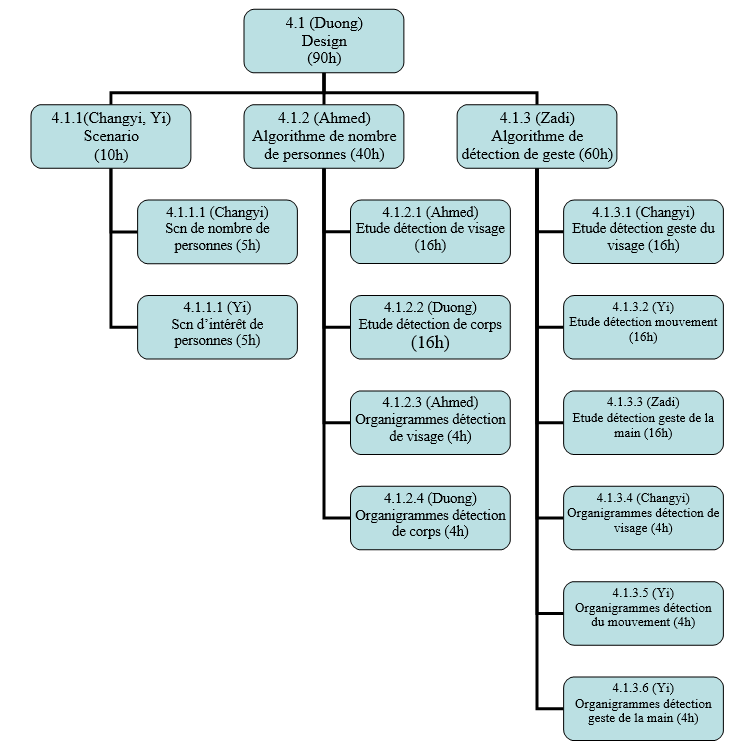 4.1 (Duong)
Design
(90h)
4.1.1(Changyi, Yi)
Scenario
(10h)
4.1.2 (Ahmed)
Algorithme de nombre
de personnes (40h)
4.1.3 (Zadi)
Algorithme de
détection de geste (60h)
4.1.1.1 (Changyi)
Scn de nombre de
personnes (5h)
4.1.1.1 (Yi)
Scn d’intérêt de
personnes (5h)
4.1.2.1 (Ahmed)
Etude détection de visage
(16h)
4.1.2.2 (Duong)
Etude détection de corps
(16h)
4.1.2.3 (Ahmed)
Organigrammes détection
de visage (4h)
4.1.2.4 (Duong)
Organigrammes détection
de corps (4h)
4.1.3.1 (Changyi)
Etude détection geste du
visage (16h)
4.1.3.2 (Yi)
Etude détection mouvement
(16h)
4.1.3.3 (Zadi)
Etude détection geste de la
main (16h)
4.1.3.4 (Changyi)
Organigrammes détection de
visage (4h)
4.1.3.5 (Yi)
Organigrammes détection
du mouvement (4h)
4.1.3.6 (Yi)
Organigrammes détection
geste de la main (4h)